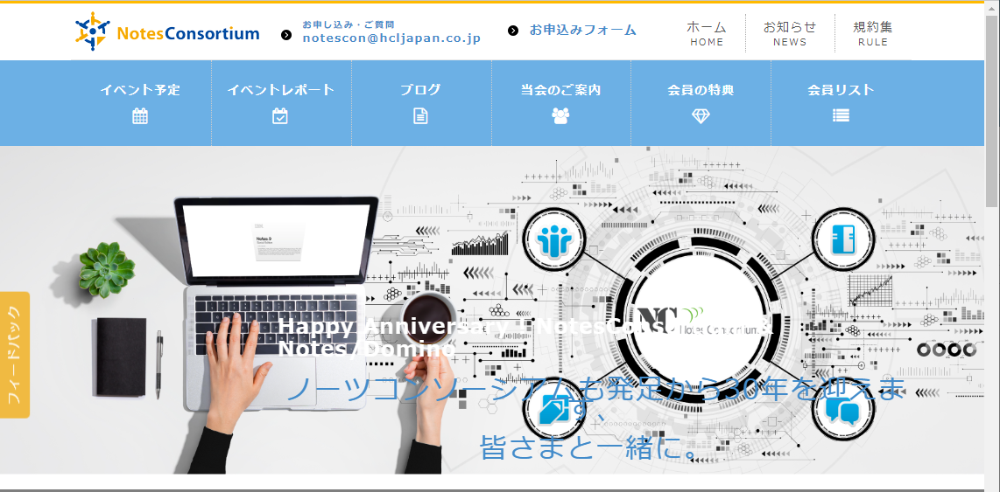 NotesConsortium
お申し込み・ご質問
notescon@hcljapan.co.jp
お申込みフォーム
ホーム
HOME
お知らせ
NEWS
規約集
RULE
イベント予定
イベントレポート
ブログ
当会のご案内
会員の特典
会員リスト
フィードバック
Notes 9
NC
Notes Consortium
Happy Anniversary ! NotesConsortium &
Notes/Domino
ノーツコンソーシアムも発足から30年を迎えま
す、
皆さまと一緒に。